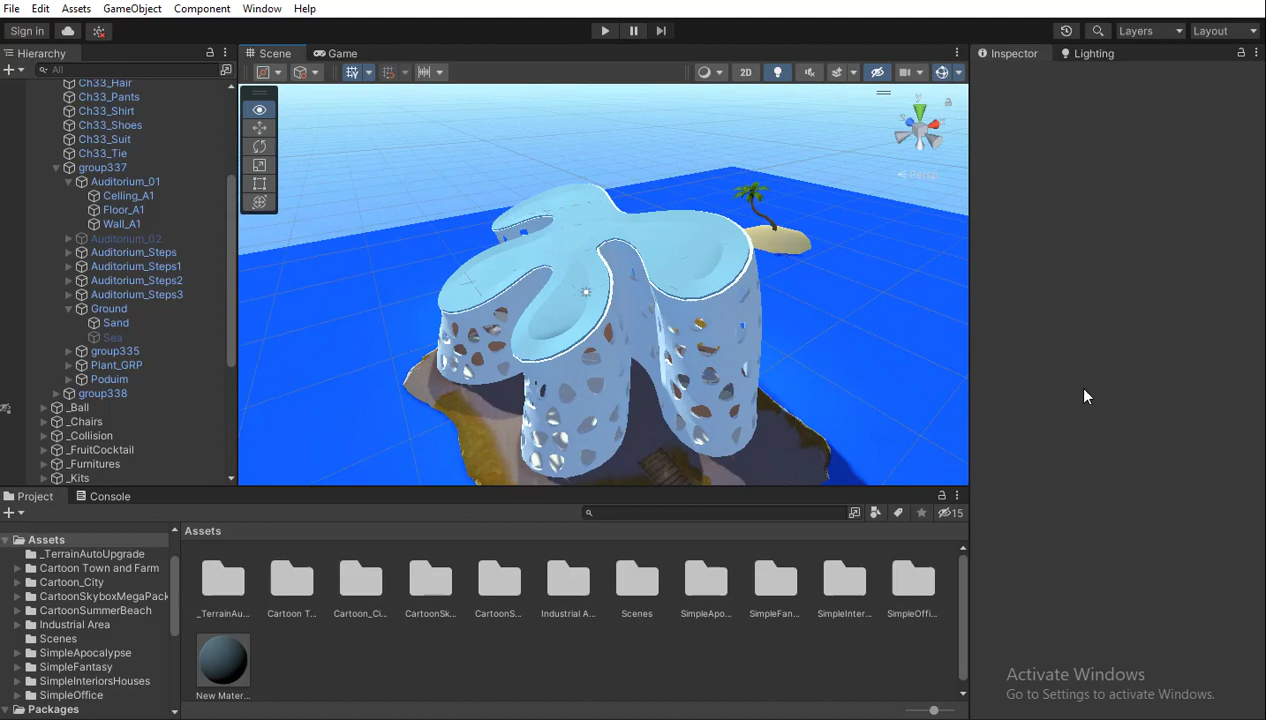 File Edit Assets GameObject Component Window Help
Sign in Layers Layout
Hierarchy Scene Game Inspector Lighting
All 2D
Ch33_Hair
Ch33_Pants
Ch33_Shirt
Ch33_Shoes
Ch33_Suit
Ch33_Tie
group337
Auditorium_01
Celling_A1
Floor_A1
Wall_A1
Auditorium_02
Auditorium_Steps
Auditorium_Steps1
Auditorium_Steps2
Auditorium_Steps3
Ground
Sand
Sea
group335
Plant_GRP
Poduim
group338
_Ball
_Chairs
_Collision
_FruitCocktail
_Furnitures
_Kits
y
x
z
Persp
Project Console
15
Assets
_TerrainAutoUpgrade
Cartoon Town and Farm
Cartoon_City
CartoonSkyboxMegaPack
CartoonSummerBeach
Industrial Area
Scenes
SimpleApocalypse
SimpleFantasy
SimpleInteriorsHouses
SimpleOffice
Packages
Assets
_TerrainAu... Cartoon T... Cartoon_Ci... CartoonSk... CartoonS... Industrial A... Scenes SimpleApo... SimpleFan... SimpleInter... SimpleOffi...
New Mater...
Activate Windows
Go to Settings to activate Windows.